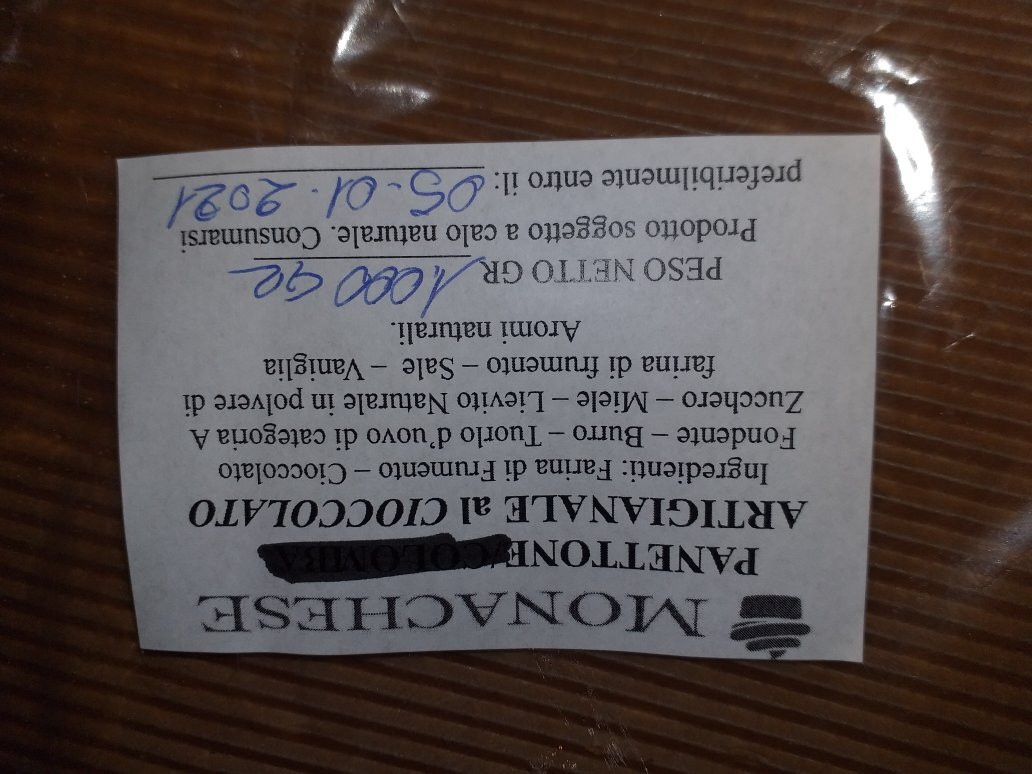 MONACHESE
PANETTONE/COLOMBA
ARTIGIANALE al CIOCCOLATO
Ingredienti: Farina di Frumento – Cioccolato
Fondente – Burro – Tuorlo d'uovo di categoria A
Zucchero – Miele – Lievito Naturale in polvere di
farina di frumento – Sale – Vaniglia
Aromi naturali.
PESO NETTO GR 1000 GR
Prodotto soggetto a calo naturale. Consumarsi
preferibilmente entro il: 05.01.2021